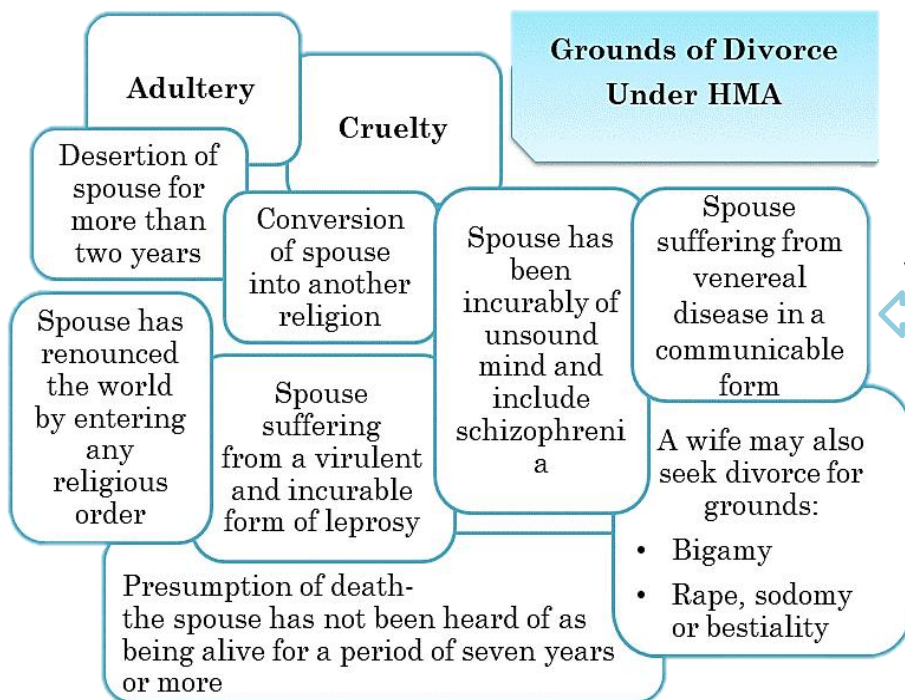 Grounds of Divorce
Under HMA
Adultery
Cruelty
Desertion of
spouse for
more than
two years
Conversion
of spouse
into another
religion
Spouse has
been
incurably of
unsound
mind and
include
schizophreni
a
Spouse
suffering from
venereal
disease in a
communicable
form
Spouse has
renounced
the world
by entering
any
religious
order
Spouse
suffering
from a virulent
and incurable
form of leprosy
A wife may also
seek divorce for
grounds:
• Bigamy
• Rape, sodomy
or bestiality
Presumption of death-
the spouse has not been heard of as
being alive for a period of seven years
or more